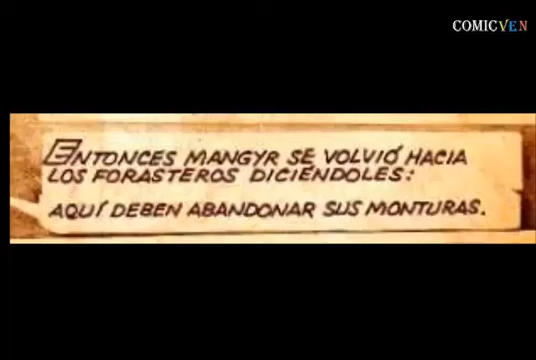 COMICVEN
ENTONCES MANGYR SE VOLVIÓ HACIA
LOS FORASTEROS DICIÉNDOLES:
AQUÍ DEBEN ABANDONAR SUS MONTURAS.